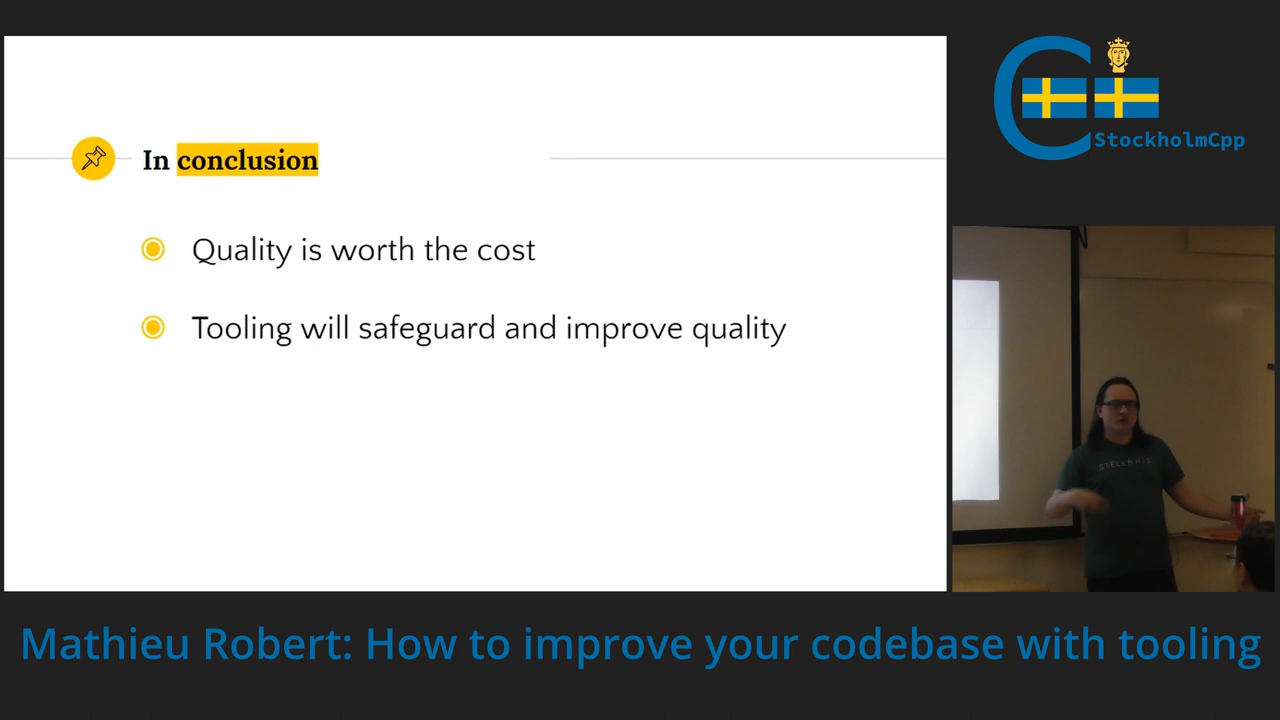 In conclusion
Quality is worth the cost
Tooling will safeguard and improve quality
StockholmCpp
Mathieu Robert: How to improve your codebase with tooling